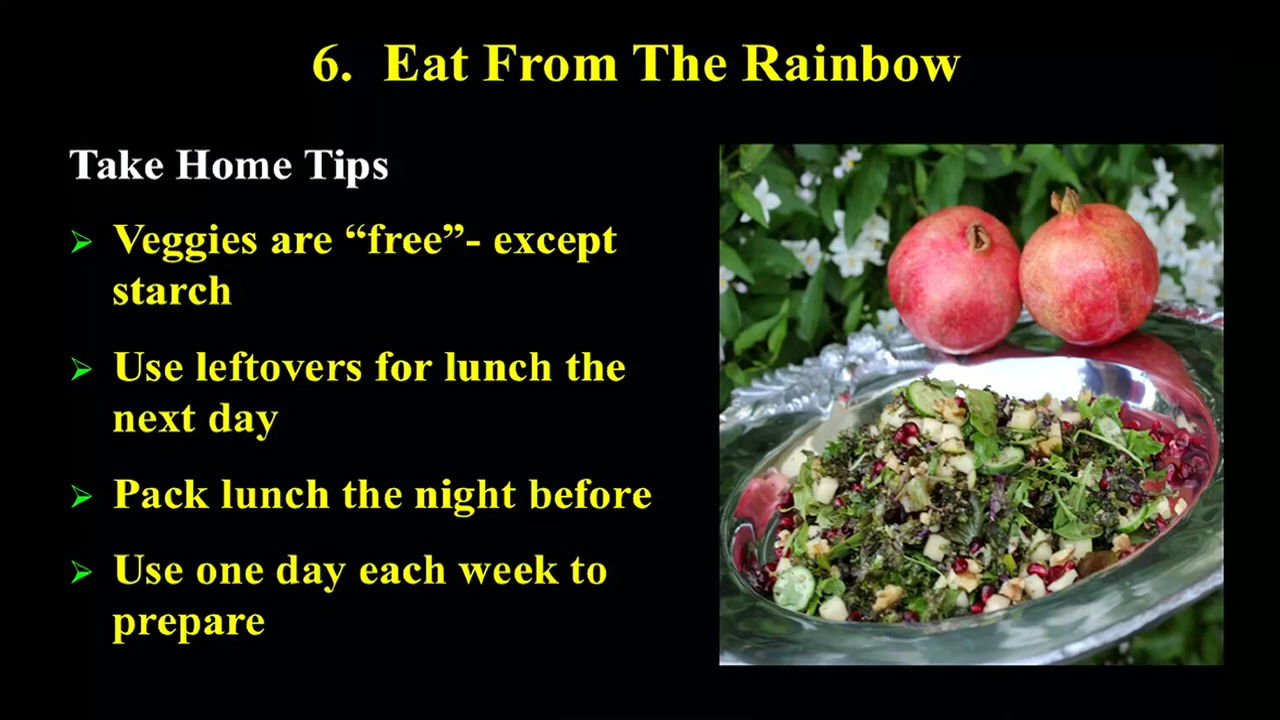 6. Eat From The Rainbow
Take Home Tips
Veggies are “free”- except
starch
Use leftovers for lunch the
next day
Pack lunch the night before
Use one day each week to
prepare